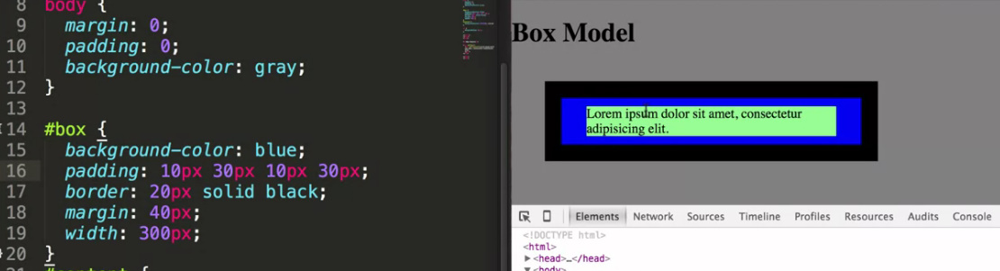 8 body {
9 margin: 0;
10 padding: 0;
11 background-color: gray;
12 }
13
14 #box {
15 background-color: blue;
16 padding: 10px 30px 10px 30px;
17 border: 20px solid black;
18 margin: 40px;
19 width: 300px;
20 }
21 #content {
Box Model
Lorem ipsum dolor sit amet, consectetur
adipisicing elit.
Elements Network Sources Timeline Profiles Resources Audits Console
<!DOCTYPE html>
<html>
▶<head>…</head>
▼<body>